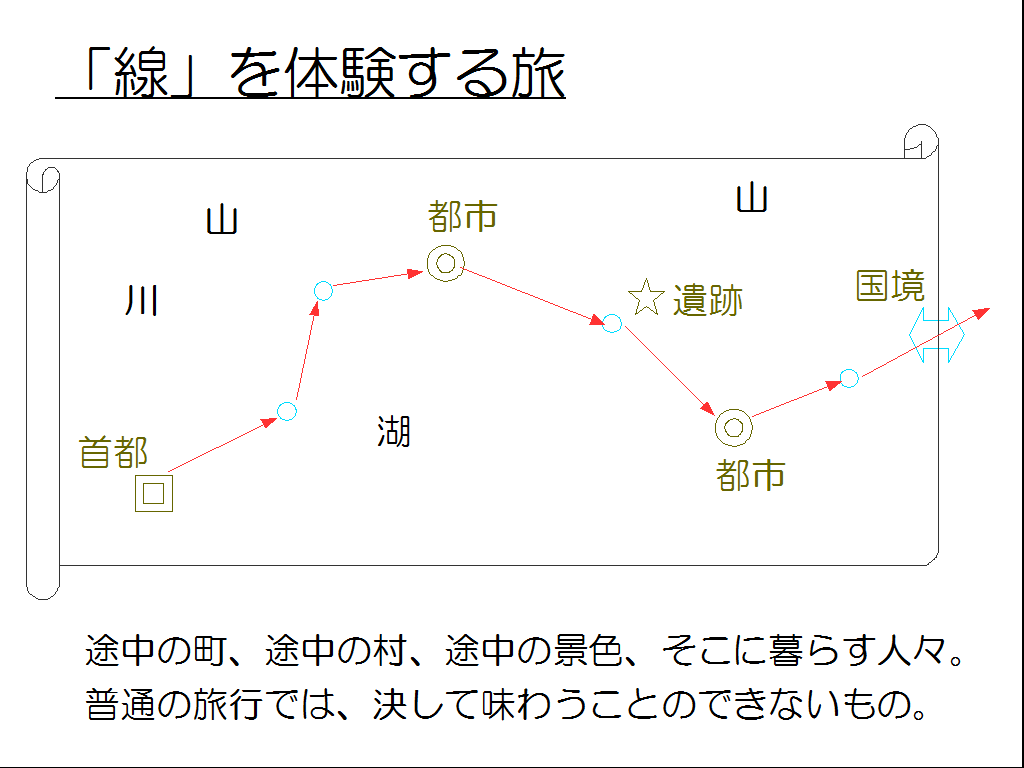 「線」を体験する旅
山
山
都市
川
遺跡
国境
首都
湖
都市
途中の町、途中の村、途中の景色、そこに暮らす人々。
普通の旅行では、決して味わうことのできないもの。